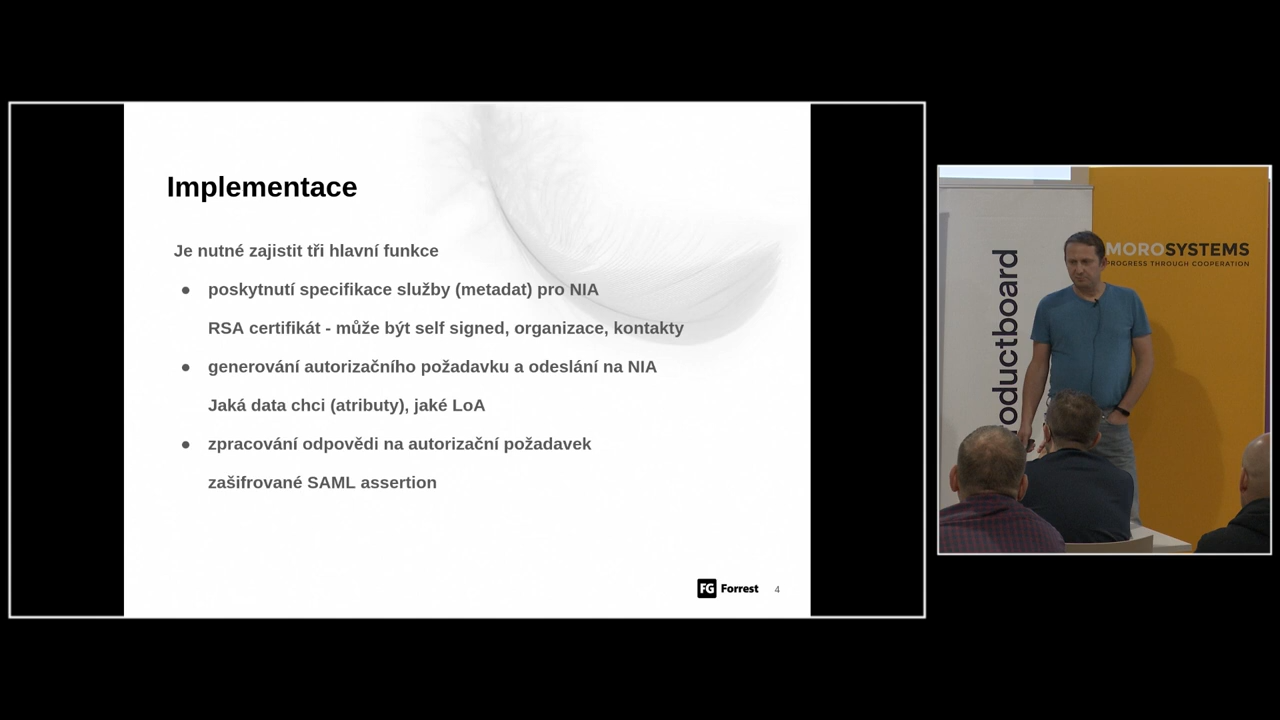 Implementace
Je nutné zajistit tři hlavní funkce
● poskytnutí specifikace služby (metadat) pro NIA
RSA certifikát - může být self signed, organizace, kontakty
● generování autorizačního požadavku a odeslání na NIA
Jaká data chci (atributy), jaké LoA
● zpracování odpovědi na autorizační požadavek
zašifrované SAML assertion
FG Forrest 4
oductboard
MOROSYSTEMS
PROGRESS THROUGH COOPERATION